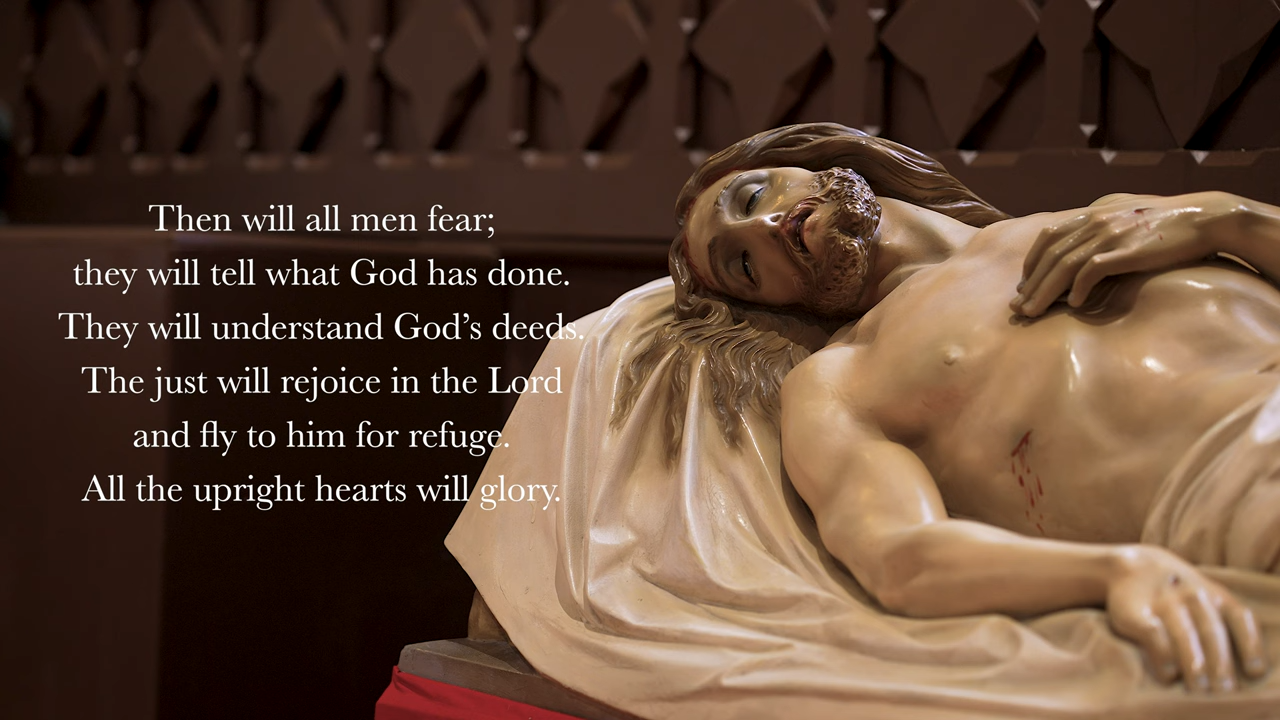 Then will all men fear;
they will tell what God has done.
They will understand God’s deeds.
The just will rejoice in the Lord
and fly to him for refuge.
All the upright hearts will glory.